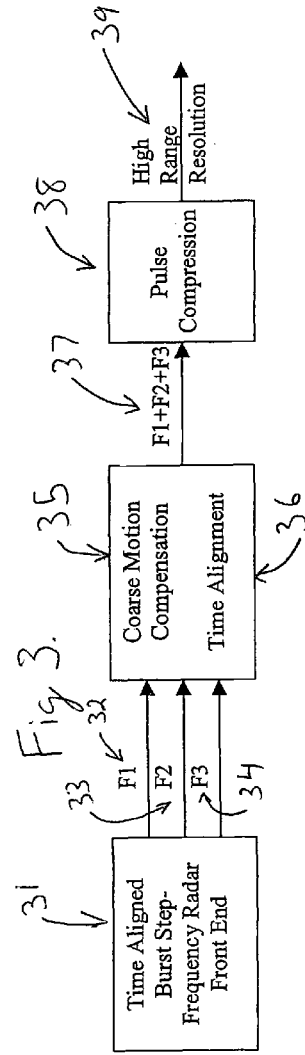 Fig 3.
31
Time Aligned
Burst Step-
Frequency Radar
Front End
32
F1
33
F2
F3
34
35
Coarse Motion
Compensation
Time Alignment
36
37
F1+F2+F3
38
Pulse
Compression
39
High
Range
Resolution